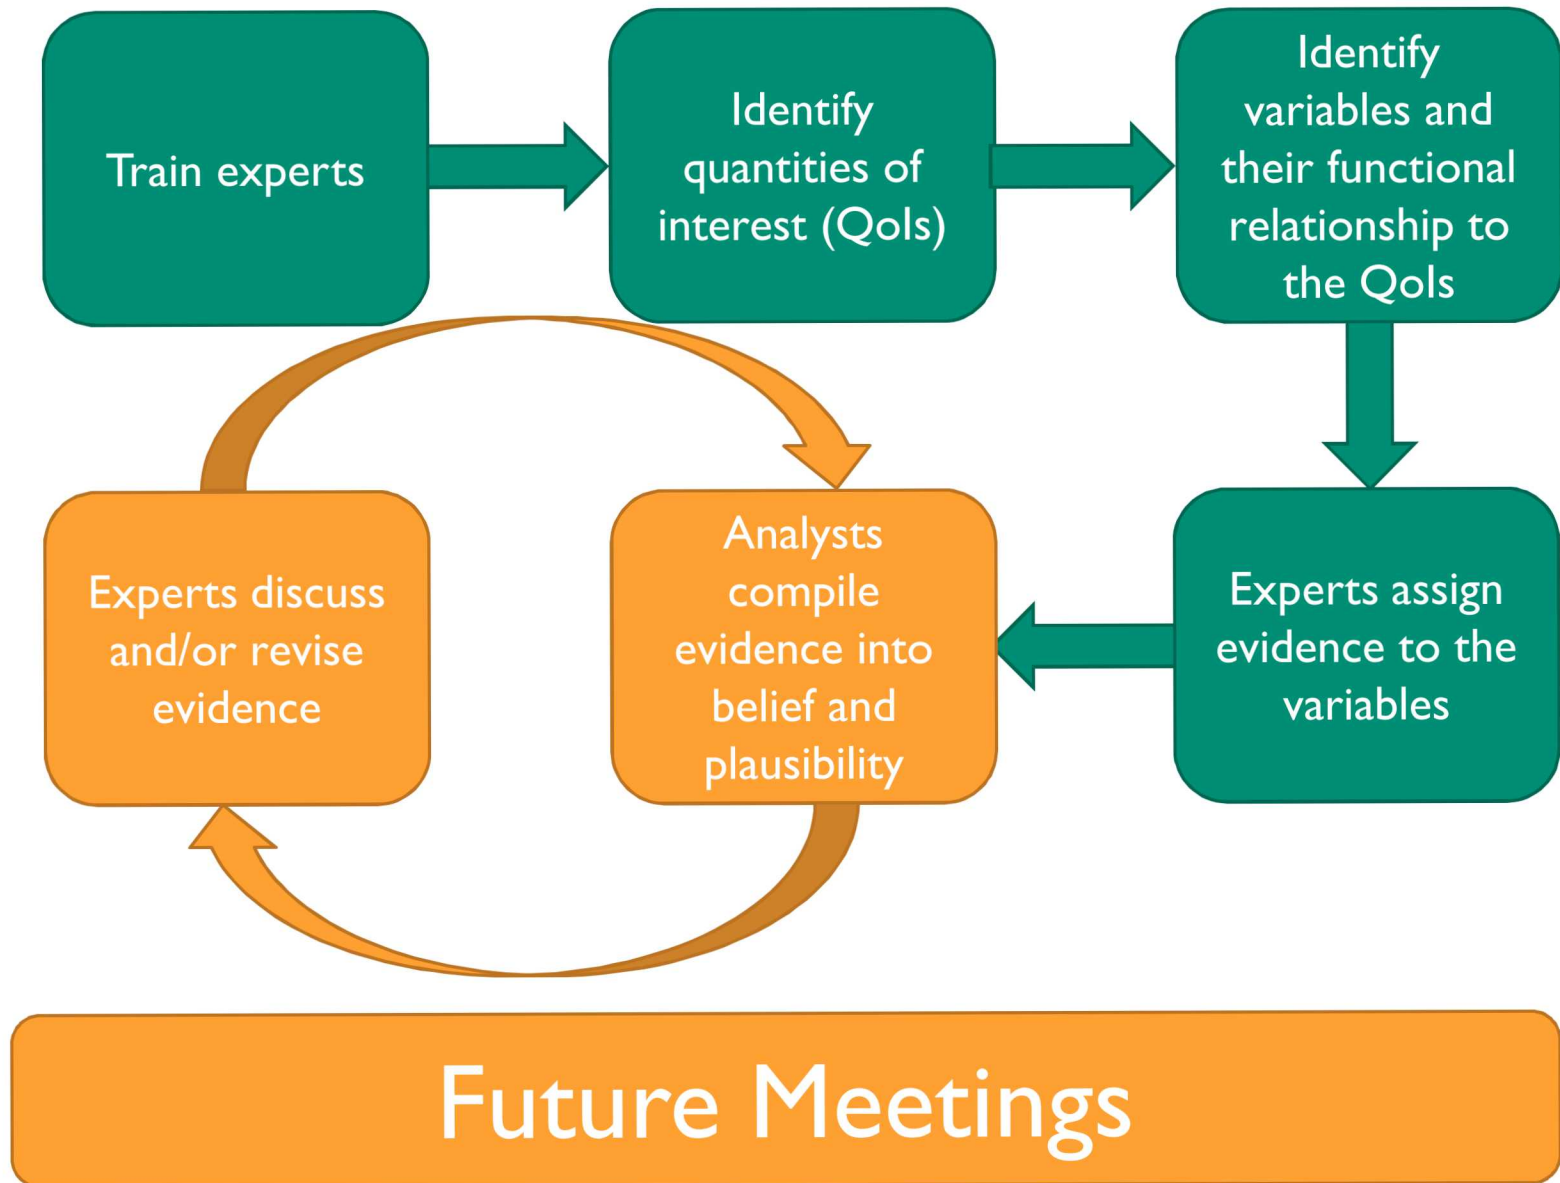 Train experts
Identify
quantities of
interest (QoIs)
Identify
variables and
their functional
relationship to
the QoIs
Experts assign
evidence to the
variables
Analysts
compile
evidence into
belief and
plausibility
Experts discuss
and/or revise
evidence
Future Meetings